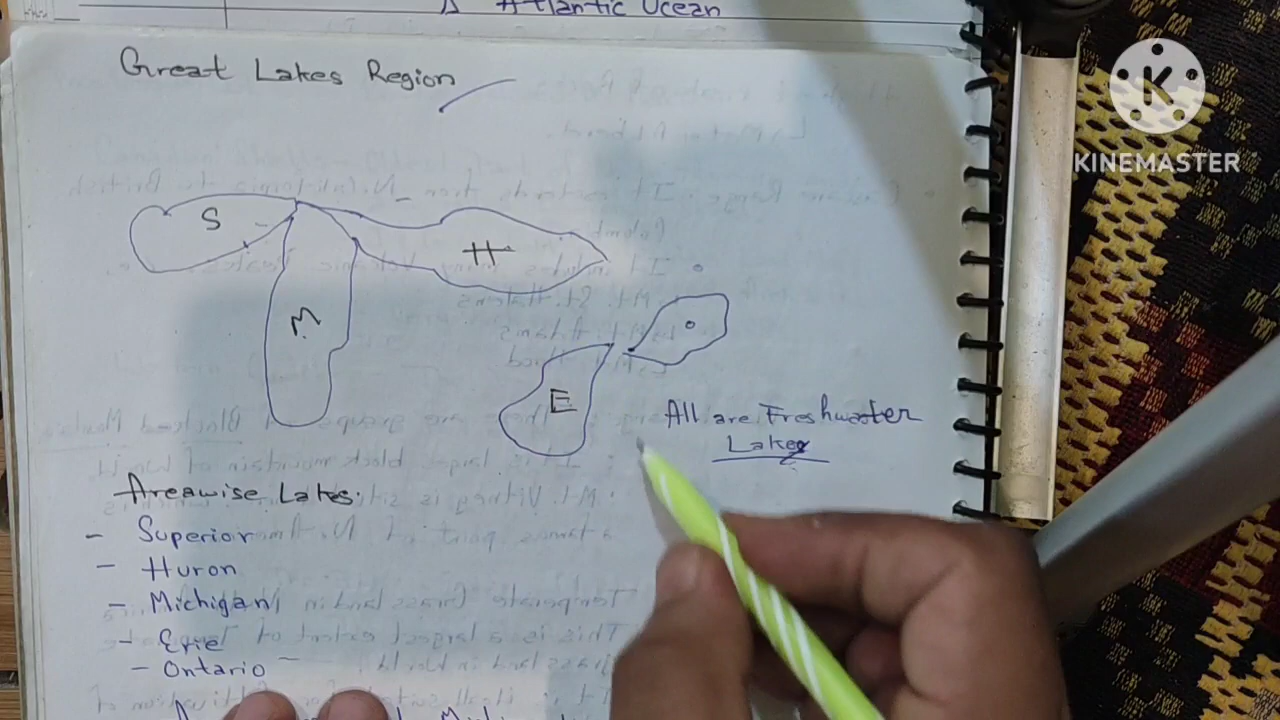 Atlantic Ocean
Great Lakes Region
KINEMASTER
S
H
M
O
E
All are Freshwater
Lakes
Areawise Lakes.
- Superior
- Huron
- Michigan
- Erie
- Ontario